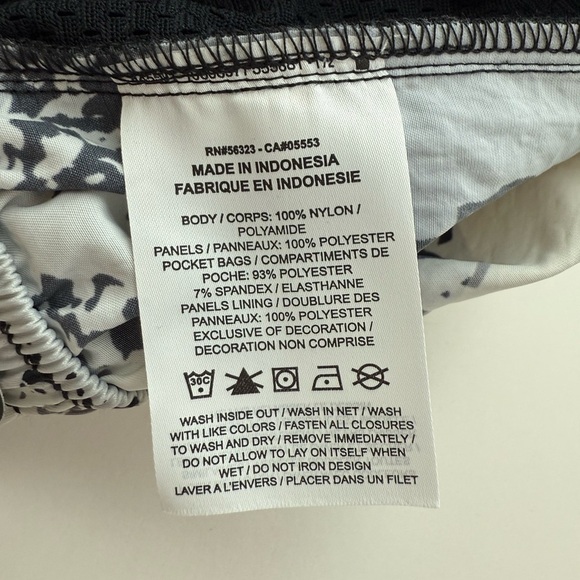 RN#56323 - CA#05553
MADE IN INDONESIA
FABRIQUE EN INDONESIE
BODY / CORPS: 100% NYLON /
POLYAMIDE
PANELS / PANNEAUX: 100% POLYESTER
POCKET BAGS / COMPARTIMENTS DE
POCHE: 93% POLYESTER
7% SPANDEX / ELASTHANNE
PANELS LINING / DOUBLURE DES
PANNEAUX: 100% POLYESTER
EXCLUSIVE OF DECORATION /
DECORATION NON COMPRISE
30C
WASH INSIDE OUT / WASH IN NET / WASH
WITH LIKE COLORS / FASTEN ALL CLOSURES
TO WASH AND DRY / REMOVE IMMEDIATELY /
DO NOT ALLOW TO LAY ON ITSELF WHEN
WET / DO NOT IRON DESIGN
LAVER A L'ENVERS / PLACER DANS UN FILET